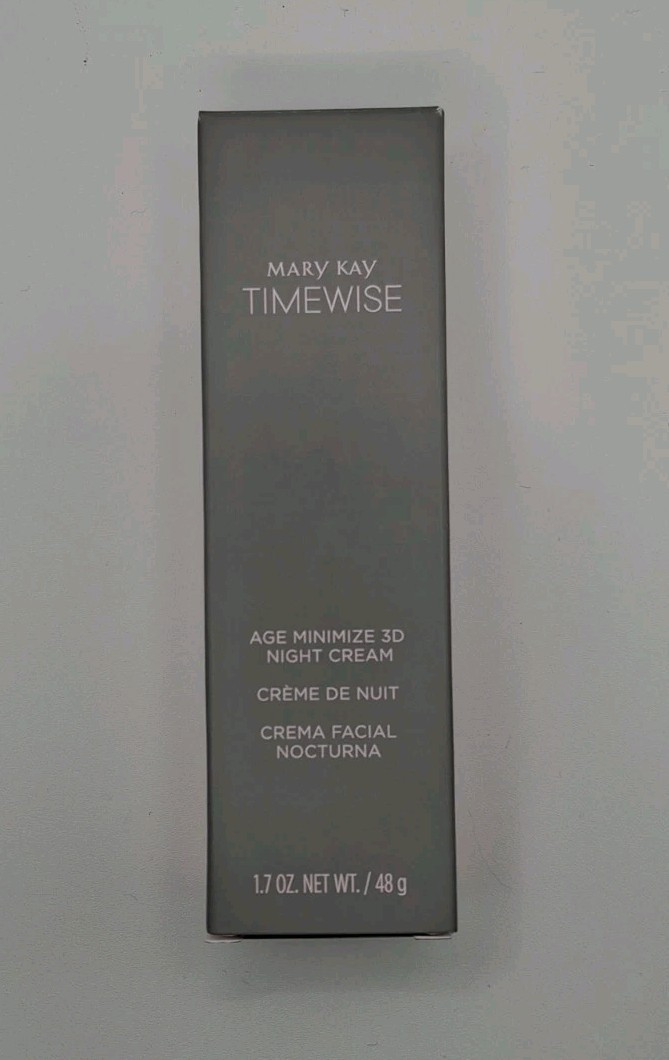 MARY KAY
TIMEWISE
AGE MINIMIZE 3D
NIGHT CREAM
CRÈME DE NUIT
CREMA FACIAL
NOCTURNA
1.7 OZ. NET WT. / 48 g